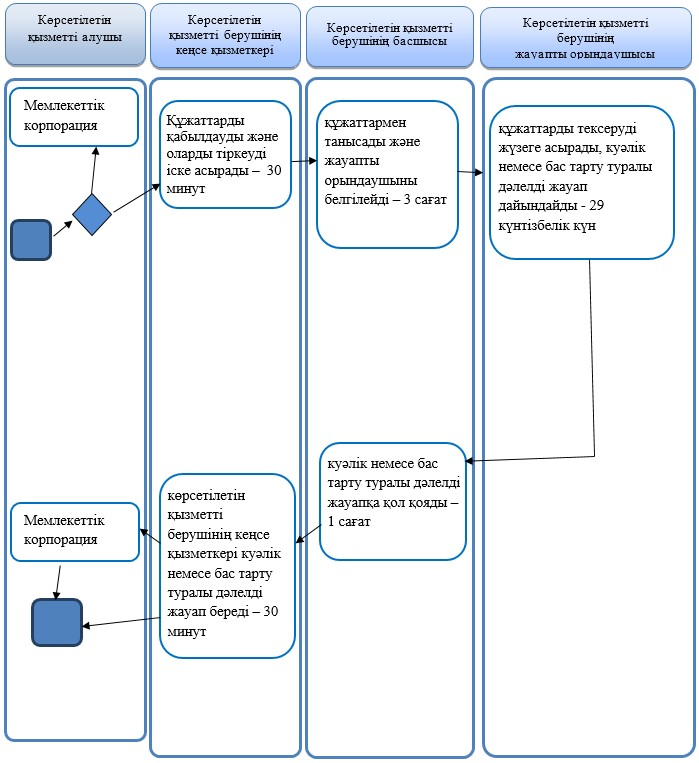 Көрсетілетін
қызметті алушы
Көрсетілетін
қызметті берушінің
кеңсе қызметкері
Көрсетілетін қызметті
берушінің басшысы
Көрсетілетін қызметті
берушінің
жауапты орындаушысы
Мемлекеттік
корпорация
Құжаттарды
қабылдауды және
оларды тіркеуді
іске асырады – 30
минут
құжаттармен
танысады және
жауапты
орындаушыны
белгілейді – 3 сағат
құжаттарды тексеруді
жүзеге асырады, куәлік
немесе бас тарту туралы
дәлелді жауап
дайындайды - 29
күнтізбелік күн
куәлік немесе бас
тарту туралы дәлелді
жауапқа қол қояды –
1 сағат
көрсетілетін
қызметті
берушінің кеңсе
қызметкері куәлік
немесе бас тарту
туралы дәлелді
жауап береді – 30
минут
Мемлекеттік
корпорация